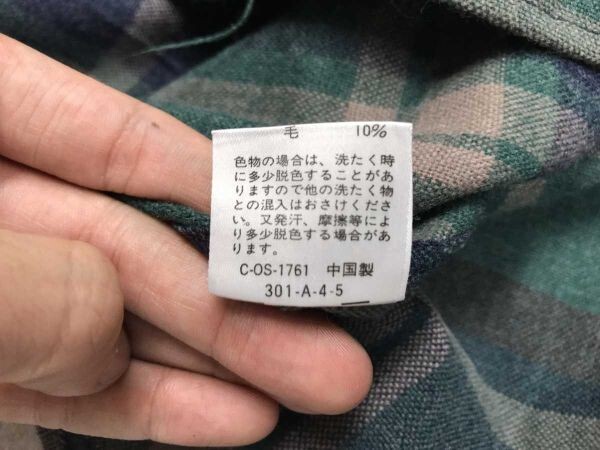 毛 10%
色物の場合は、洗たく時
に多少脱色することがあ
りますので他の洗たく物
との混入はおさけくださ
い。又発汗、摩擦等によ
り多少脱色する場合があ
ります。
C-OS-1761 中国製
301-A-4-5